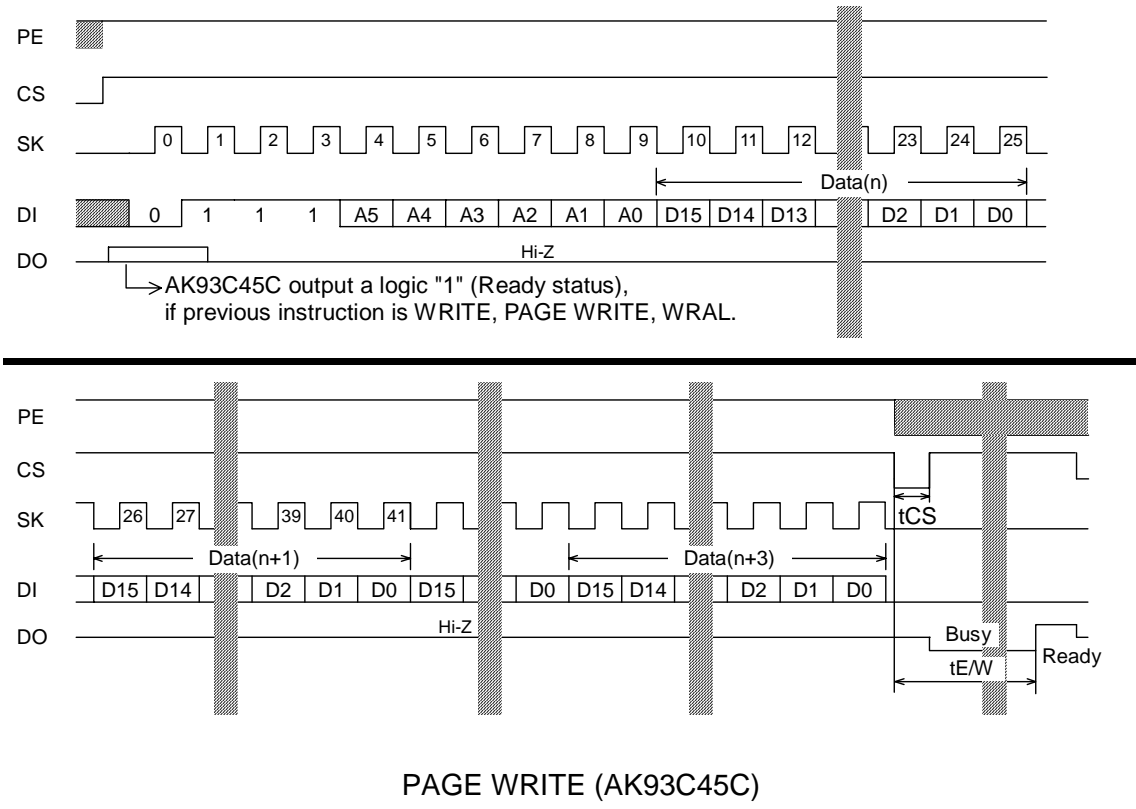 PE
CS
SK 0 1 2 3 4 5 6 7 8 9 10 11 12 23 24 25
Data(n)
DI 0 1 1 1 A5 A4 A3 A2 A1 A0 D15 D14 D13 D2 D1 D0
DO Hi-Z
AK93C45C output a logic "1" (Ready status),
if previous instruction is WRITE, PAGE WRITE, WRAL.
PE
CS
SK 26 27 39 40 41 tCS
Data(n+1) Data(n+3)
DI D15 D14 D2 D1 D0 D15 D0 D15 D14 D2 D1 D0
DO Hi-Z Busy Ready
tE/W
PAGE WRITE (AK93C45C)